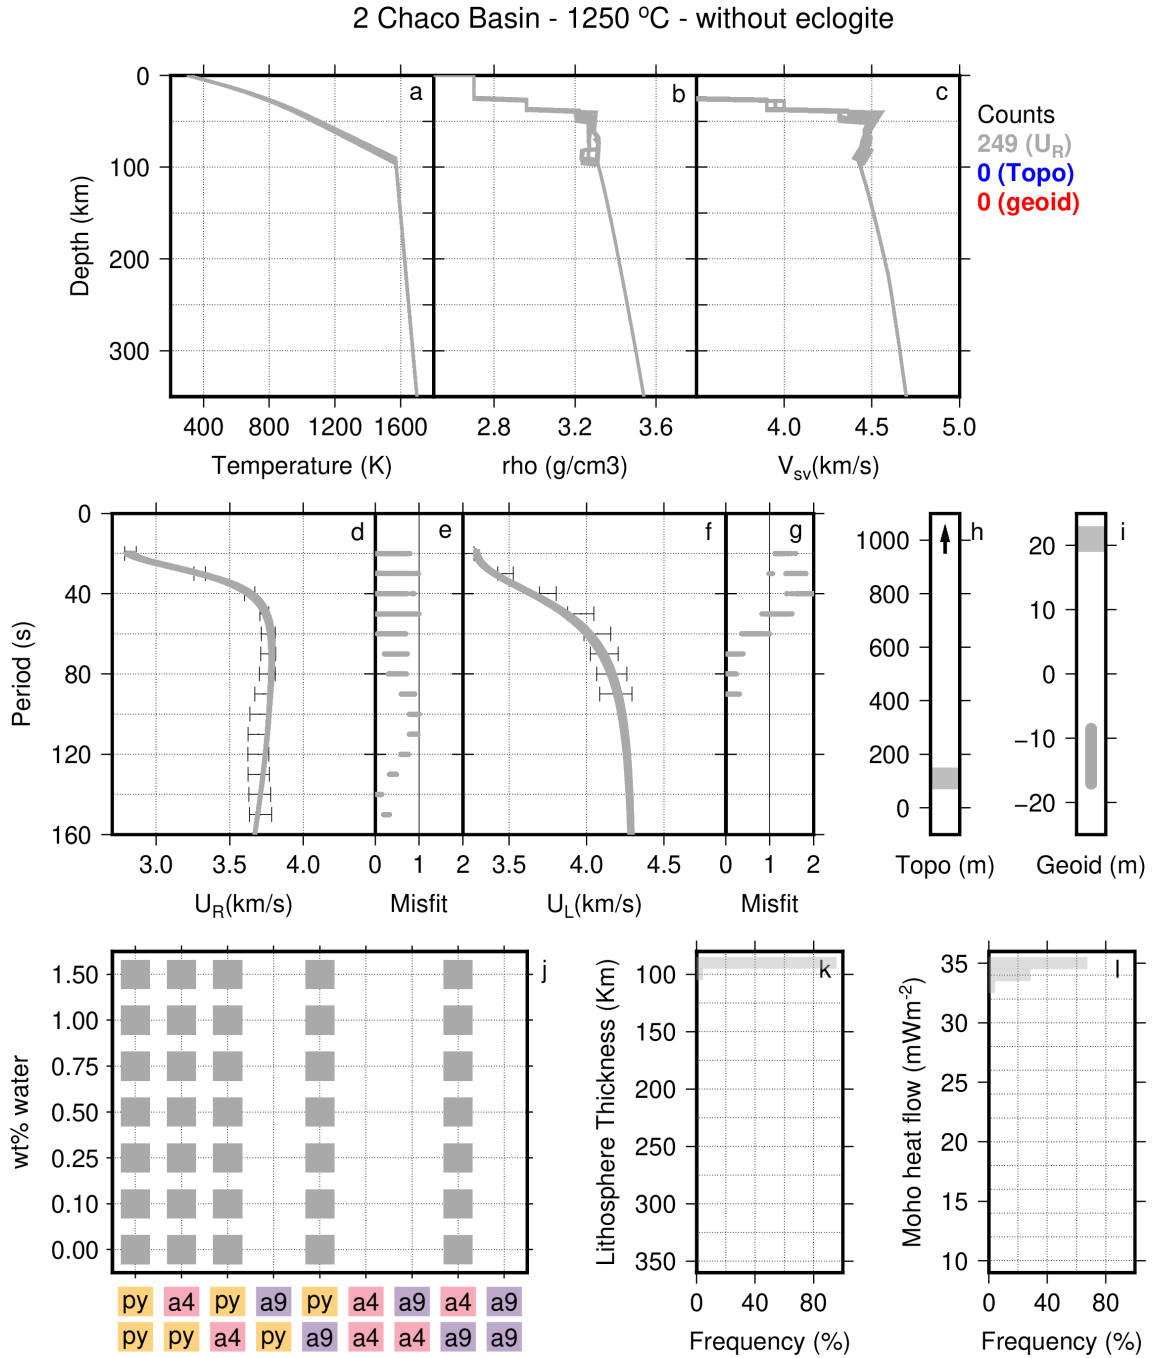 2 Chaco Basin - 1250 °C - without eclogite
0
100
200
300
Depth (km)
a
b
c
400 800 1200 1600
2.8 3.2 3.6
4.0 4.5 5.0
Temperature (K)
rho (g/cm3)
Vsv(km/s)
Counts
249 (UR)
0 (Topo)
0 (geoid)
0
40
80
120
160
Period (s)
d
e
f
g
3.0 3.5 4.0
0 1 2
3.5 4.0 4.5
0 1 2
UR(km/s)
Misfit
UL(km/s)
Misfit
1000
800
600
400
200
0
h
Topo (m)
20
10
0
−10
−20
i
Geoid (m)
1.50
1.00
0.75
0.50
0.25
0.10
0.00
wt% water
j
py a4 py a9 py a4 a9 a4 a9
py py a4 py a9 a4 a4 a9 a9
100
150
200
250
300
350
Lithosphere Thickness (Km)
k
0 40 80
Frequency (%)
35
30
25
20
15
10
Moho heat flow (mWm-2)
l
0 40 80
Frequency (%)